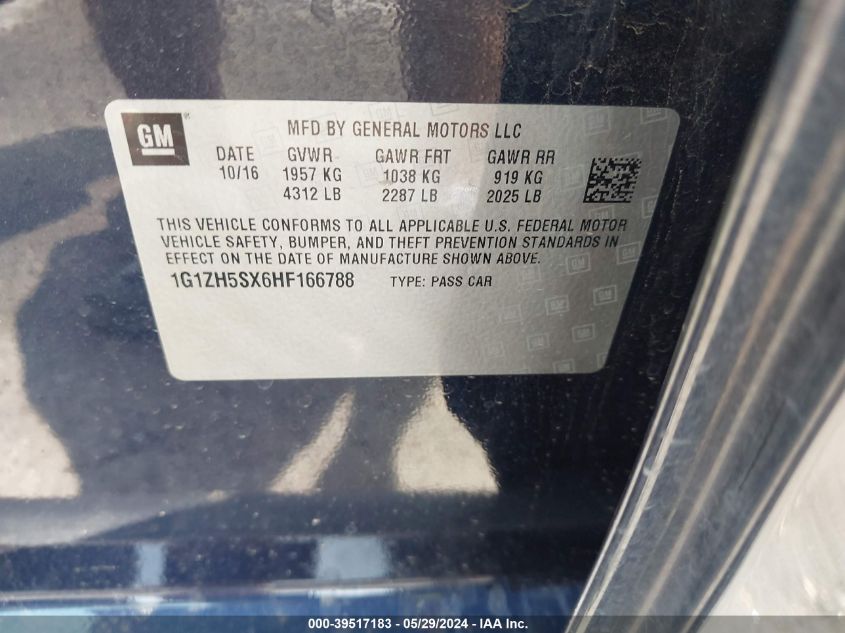 GM
MFD BY GENERAL MOTORS LLC
DATE GVWR GAWR FRT GAWR RR
10/16 1957 KG 1038 KG 919 KG
4312 LB 2287 LB 2025 LB
THIS VEHICLE CONFORMS TO ALL APPLICABLE U.S. FEDERAL MOTOR
VEHICLE SAFETY, BUMPER, AND THEFT PREVENTION STANDARDS IN
EFFECT ON THE DATE OF MANUFACTURE SHOWN ABOVE.
1G1ZH5SX6HF166788 TYPE: PASS CAR
000-39517183 - 05/29/2024 - IAA Inc.